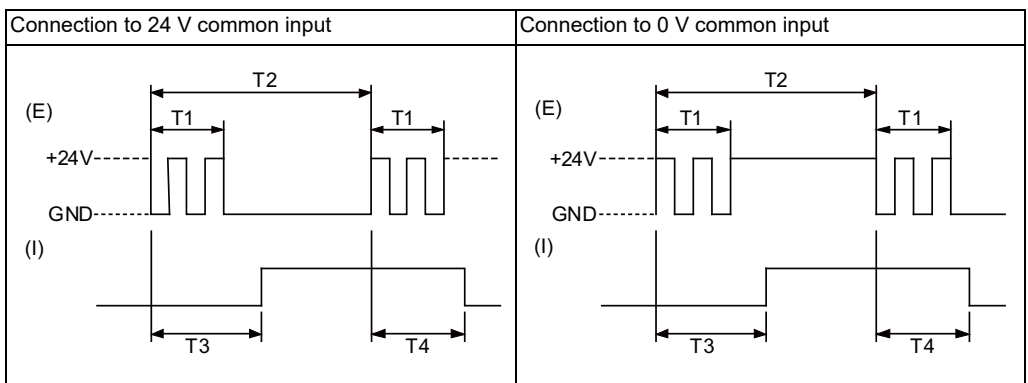 Connection to 24 V common input
Connection to 0 V common input
T2
(E)
T1
T1
+24V
GND
(I)
T3
T4
T2
(E)
T1
T1
+24V
GND
(I)
T3
T4